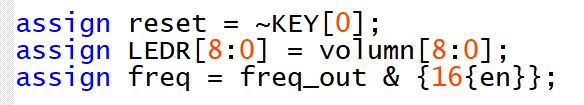 assign reset = ~KEY[0];
assign LEDR[8:0] = volumn[8:0];
assign freq = freq_out & {16{en}};